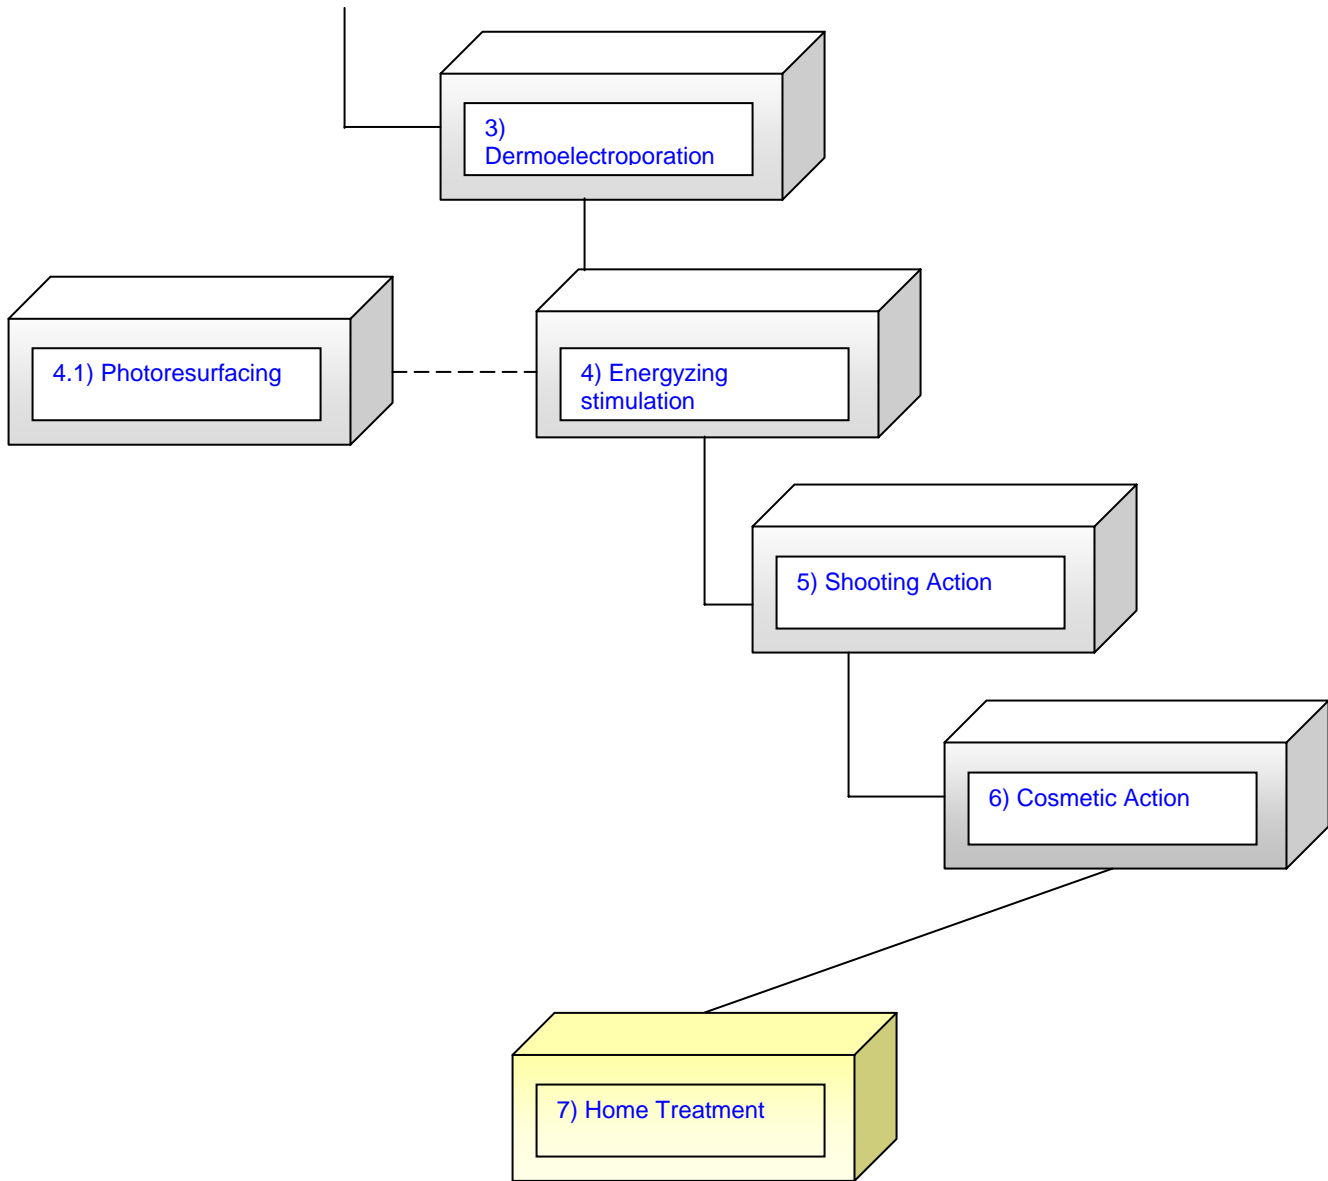 3)
Dermoelectroporation
4.1) Photoresurfacing
4) Energyzing
stimulation
5) Shooting Action
6) Cosmetic Action
7) Home Treatment